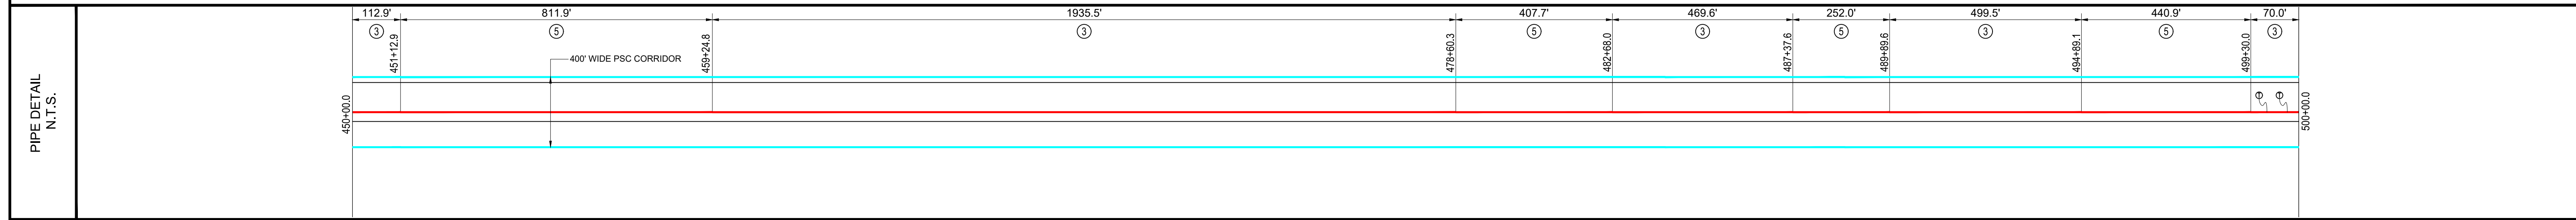 PIPE DETAIL
N.T.S.
112.9' 811.9' 1935.5' 407.7' 469.6' 252.0' 499.5' 440.9' 70.0'
3 5 3 5 3 5 3 5 3
450+00.0
451+12.9
459+24.8
478+60.3
482+68.0
487+37.6
489+89.6
494+89.1
499+30.0
500+00.0
400' WIDE PSC CORRIDOR